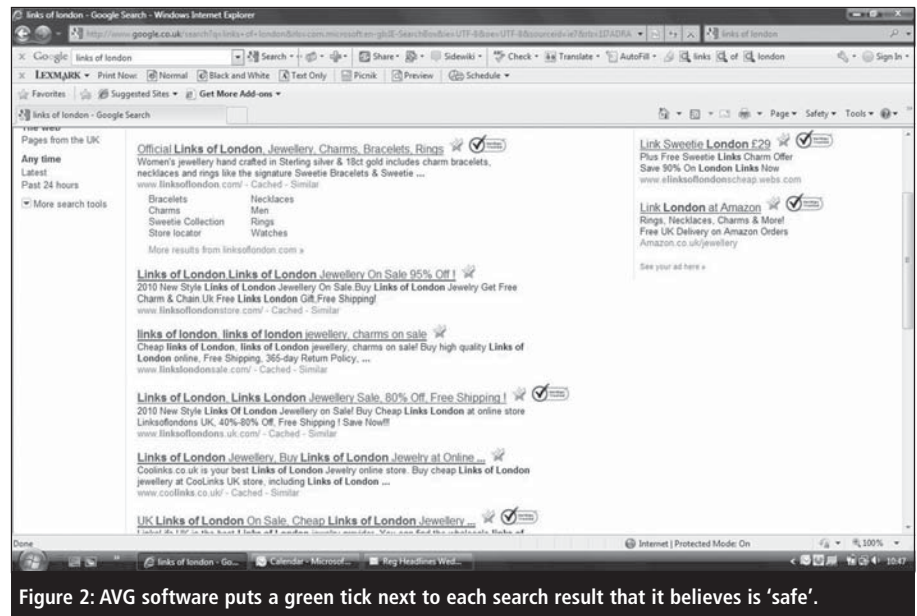 links of london - Google Search - Windows Internet Explorer
links of london
Google links of london Search Share Sidewiki Check Translate AutoFill links of london Sign In
LEXMARK Print Now: Normal Black and White Text Only Picnik Preview Schedule
Favorites Suggested Sites Get More Add-ons
links of london - Google Search Page Safety Tools
The web
Pages from the UK
Any time
Latest
Past 24 hours
More search tools
Official Links of London, Jewellery, Charms, Bracelets, Rings
Women's jewellery hand crafted in Sterling silver & 18ct gold includes charm bracelets,
necklaces and rings like the signature Sweetie Bracelets & Sweetie ...
www.linksoflondon.com/ - Cached - Similar
Bracelets Necklaces
Charms Men
Sweetie Collection Rings
Store locator Watches
More results from linksoflondon.com »
Links of London,Links of London Jewellery On Sale 95% Off !
2010 New Style Links of London Jewellery On Sale.Buy Links of London Jewelry Get Free
Charm & Chain.Uk Free Links London Gift,Free Shipping!
www.linksoflondonstore.com/ - Cached - Similar
links of london, links of london jewellery, charms on sale
Cheap links of london, links of london jewellery, charms on sale! Buy high quality Links of
London online, Free Shipping, 365-day Return Policy, ...
www.linkslondonsale.com/ - Cached - Similar
Links of London, Links London Jewellery Sale, 80% Off, Free Shipping !
2010 New Style Links Of London Jewellery on Sale! Buy Cheap Links London at online store
Linksoflondons UK, 40%-80% Off, Free Shipping ! Save Now!!!
www.linksoflondons.uk.com/ - Cached - Similar
Links of London Jewellery, Buy Links of London Jewelry at Online ...
Coolinks.co.uk is your best Links of London Jewelry online store. Buy cheap Links of London
jewellery at CooLinks UK store, including Links of London ...
www.coolinks.co.uk/ - Cached - Similar
UK Links of London On Sale, Cheap Links of London Jewellery ...
Link Sweetie London £29
Plus Free Sweetie Links Charm Offer
Save 90% On London Links Now
www.elinksoflondoncheap.webs.com
Link London at Amazon
Rings, Necklaces, Charms & More!
Free UK Delivery on Amazon Orders
Amazon.co.uk/jewellery
See your ad here »
Done Internet | Protected Mode: On 100%
links of london - Go... Calendar - Microsof... Reg Headlines Wed... 10:47
Figure 2: AVG software puts a green tick next to each search result that it believes is 'safe'.